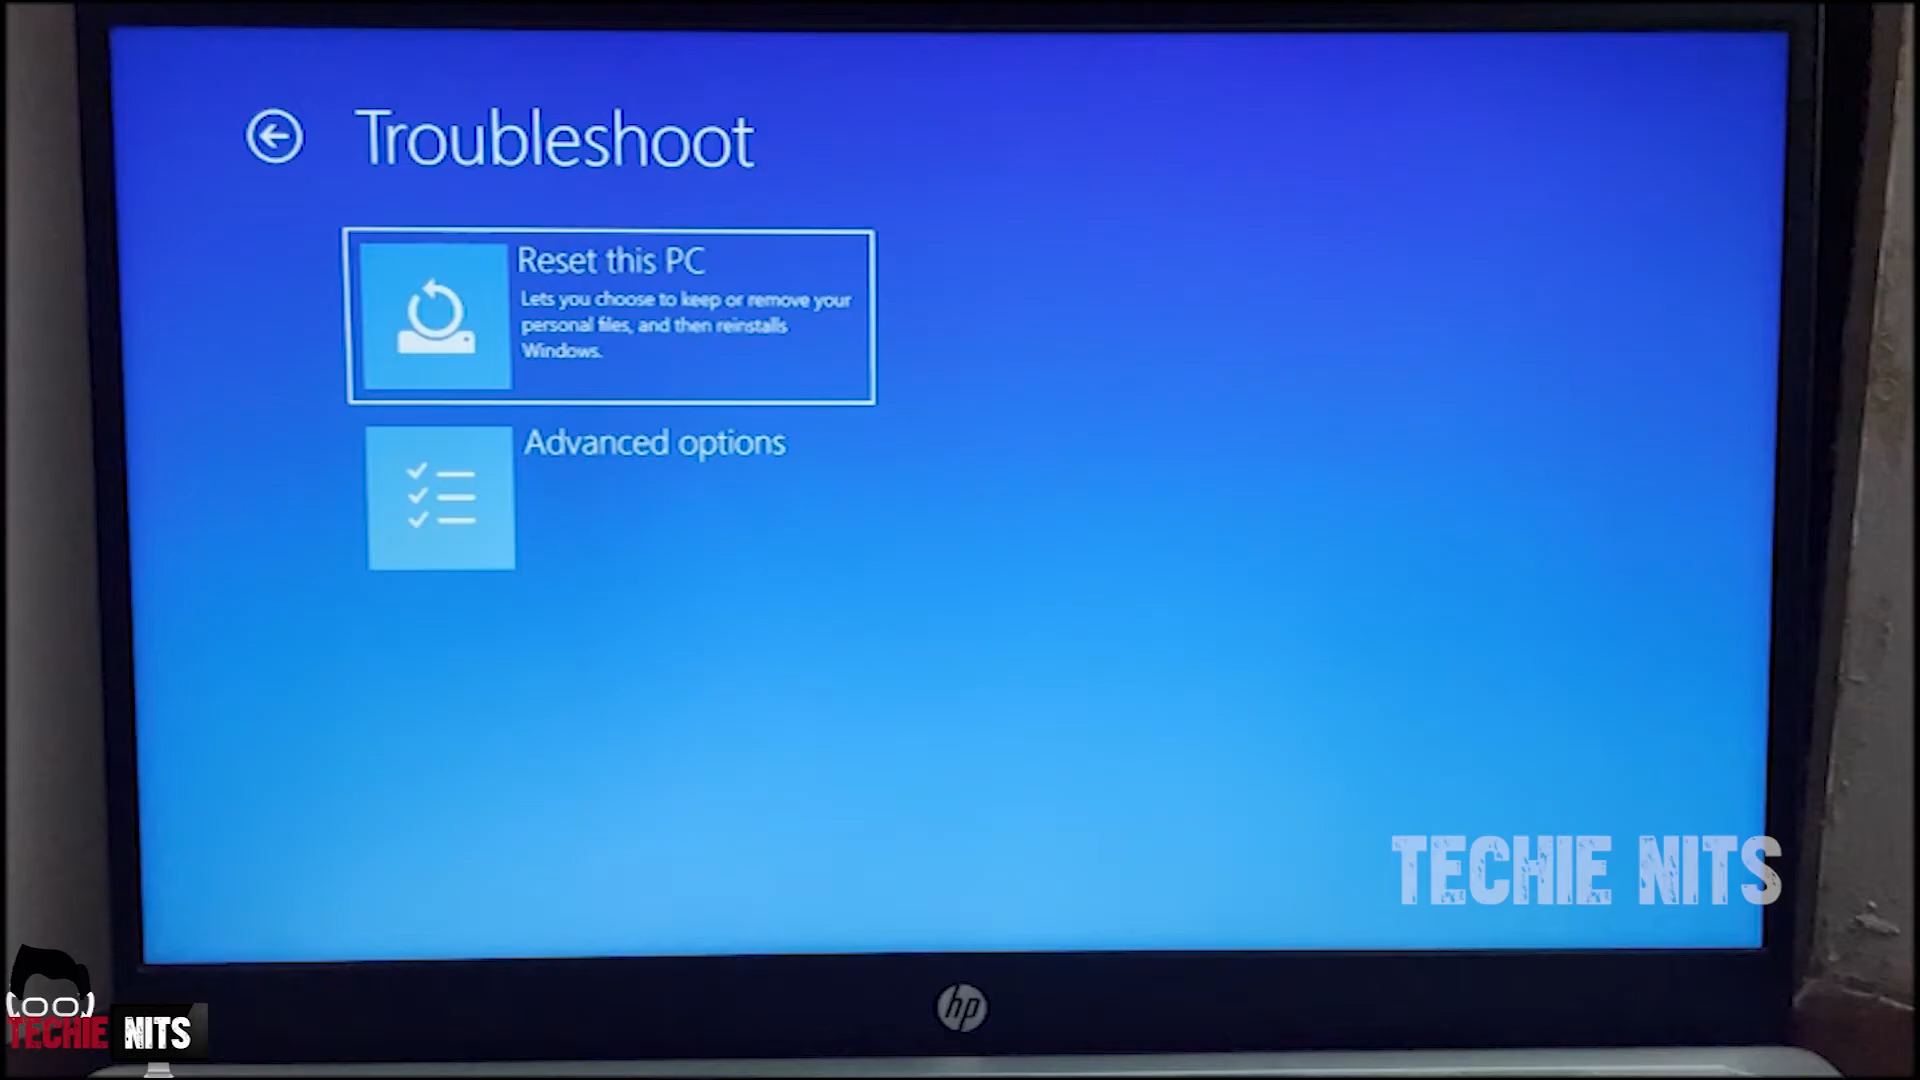 Troubleshoot
Reset this PC
Lets you choose to keep or remove your
personal files, and then reinstalls
Windows.
Advanced options
TECHIE NITS
hp
TECHIE NITS